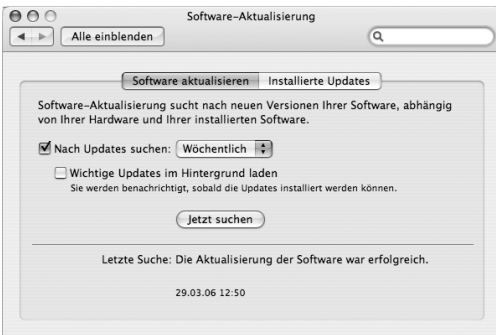 Software-Aktualisierung
Alle einblenden
Software aktualisieren Installierte Updates
Software-Aktualisierung sucht nach neuen Versionen Ihrer Software, abhängig
von Ihrer Hardware und Ihrer installierten Software.
Nach Updates suchen: Wöchentlich
Wichtige Updates im Hintergrund laden
Sie werden benachrichtigt, sobald die Updates installiert werden können.
Jetzt suchen
Letzte Suche: Die Aktualisierung der Software war erfolgreich.
29.03.06 12:50